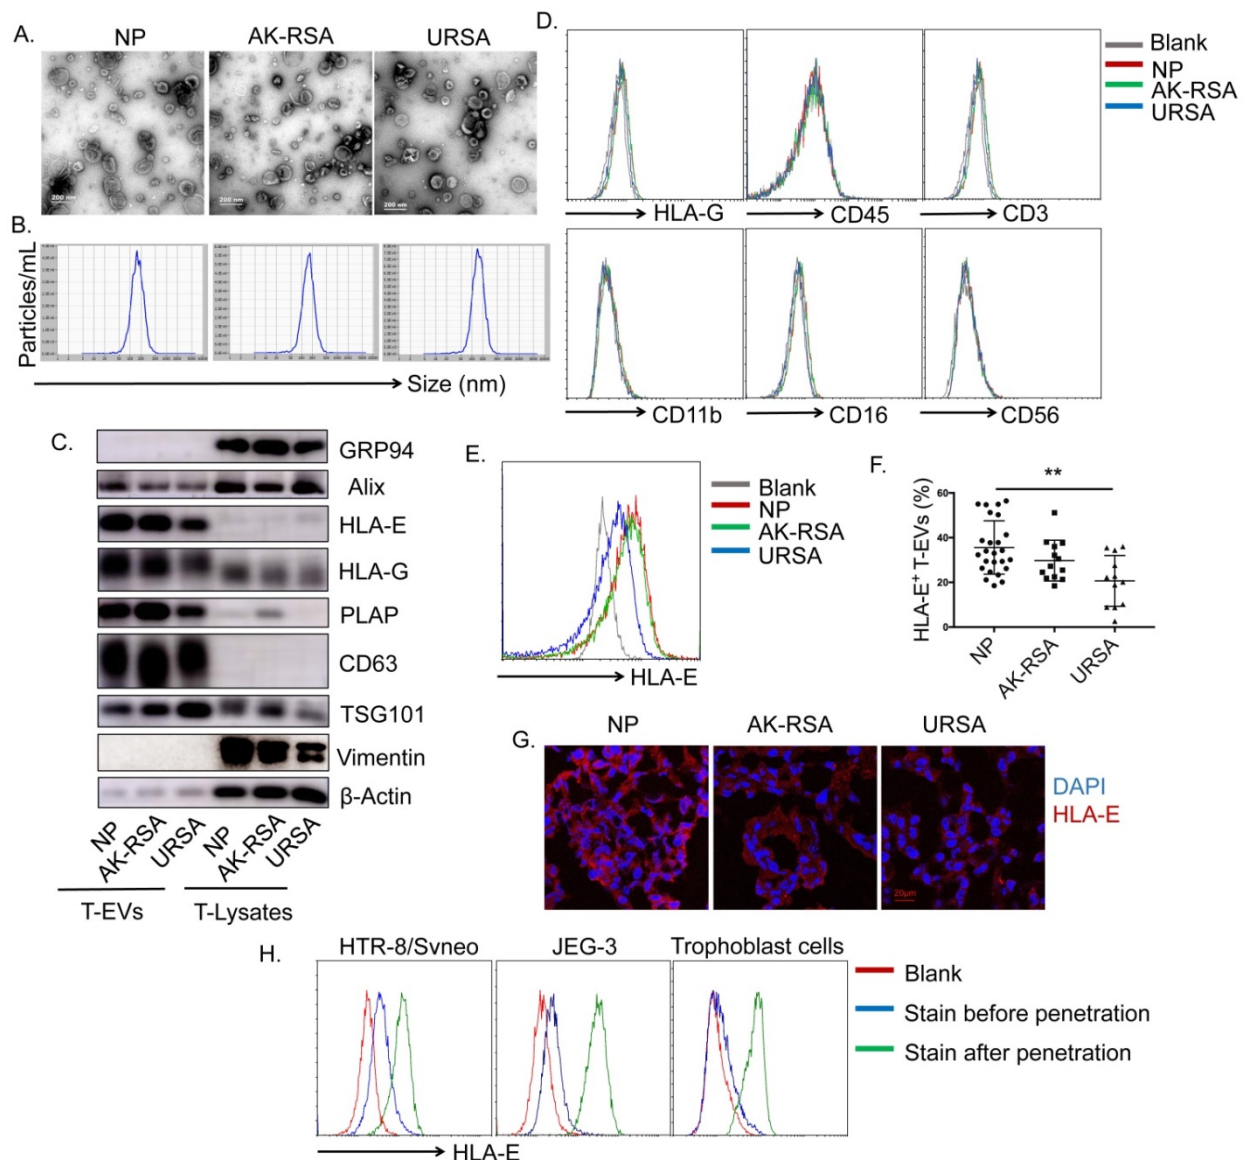 A.
NP
AK-RSA
URSA
200 nm
200 nm
200 nm
B.
Particles/mL
Size (nm)
C.
GRP94
Alix
HLA-E
HLA-G
PLAP
CD63
TSG101
Vimentin
β-Actin
NP
AK-RSA
URSA
NP
AK-RSA
URSA
T-EVs
T-Lysates
D.
Blank
NP
AK-RSA
URSA
HLA-G
CD45
CD3
CD11b
CD16
CD56
E.
Blank
NP
AK-RSA
URSA
HLA-E
F.
**
HLA-E+ T-EVs (%)
60
40
20
0
NP
AK-RSA
URSA
G.
NP
AK-RSA
URSA
DAPI
HLA-E
20μm
H.
HTR-8/Svneo
JEG-3
Trophoblast cells
Blank
Stain before penetration
Stain after penetration
HLA-E